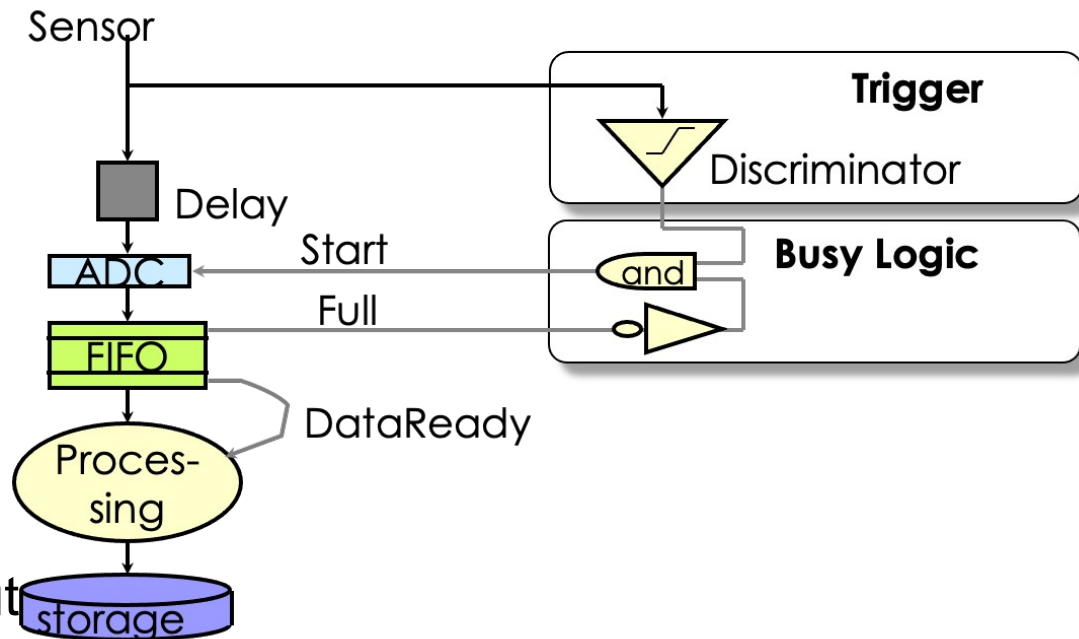 Sensor
Trigger
Discriminator
Delay
Start
Busy Logic
ADC
and
Full
FIFO
DataReady
Proces-
sing
storage